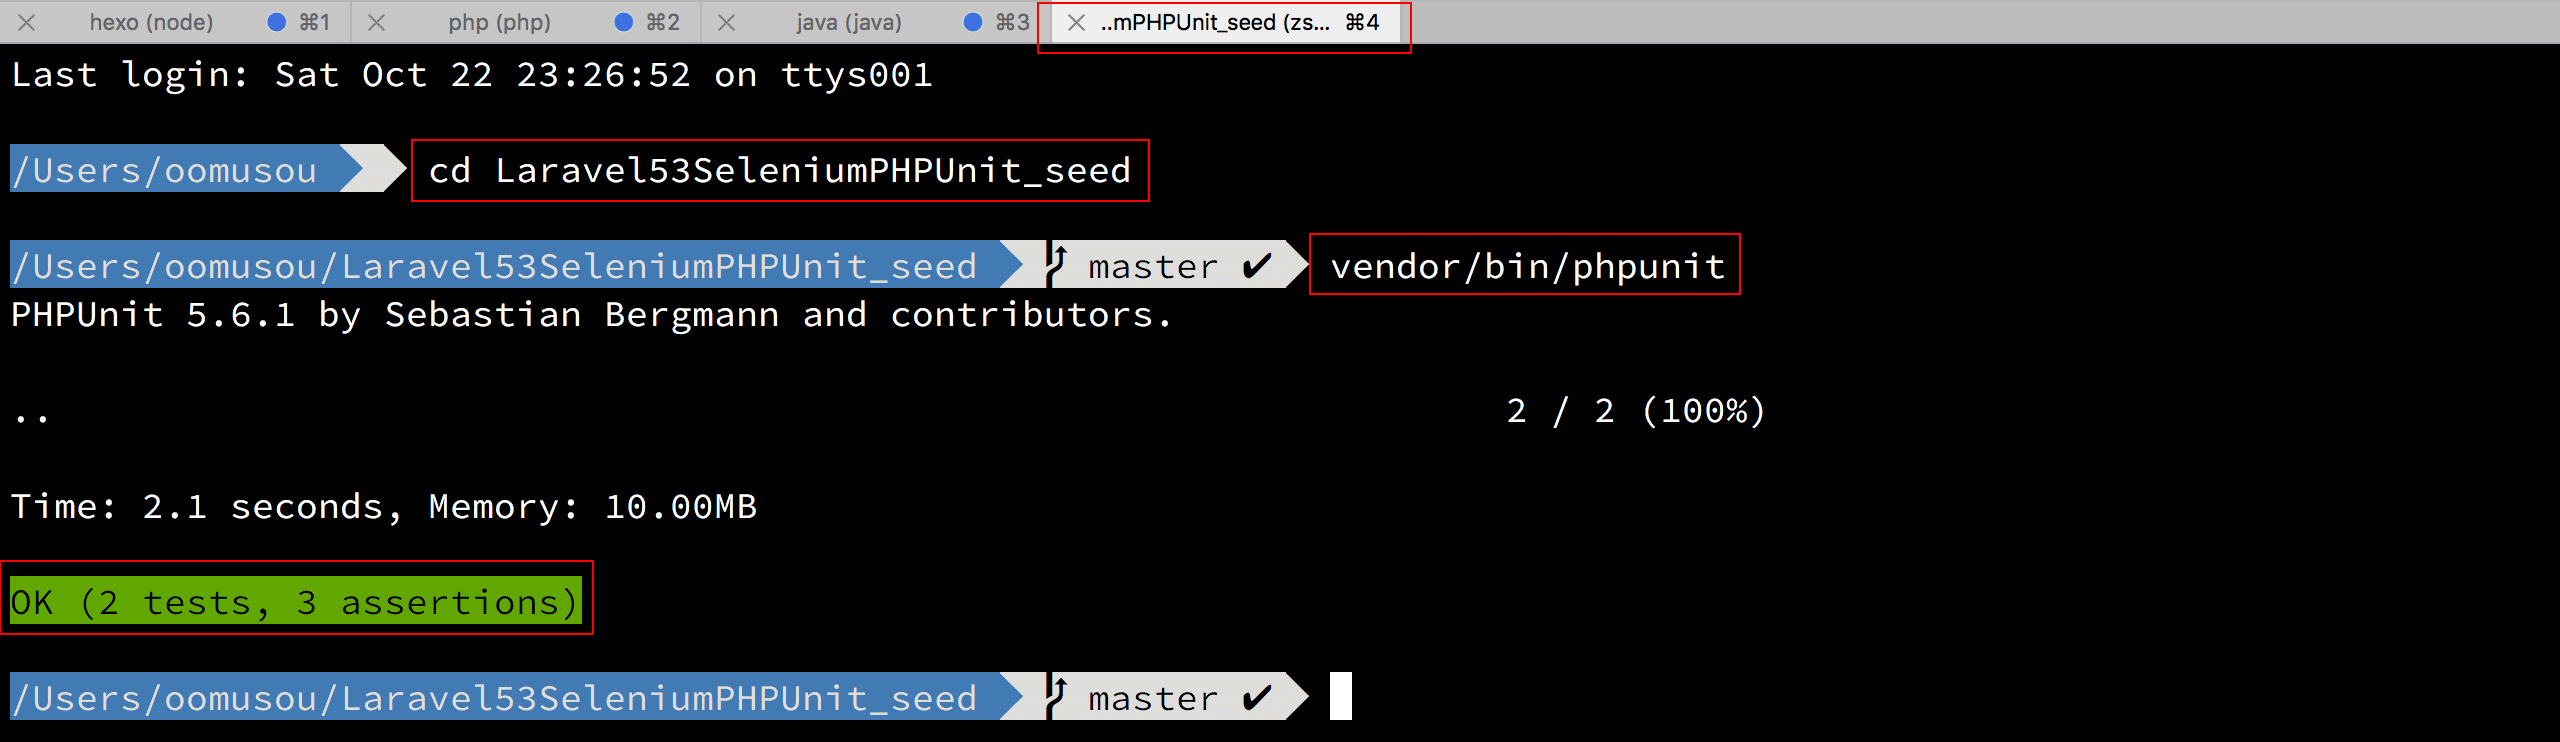 hexo (node) ⌘1 php (php) ⌘2 java (java) ⌘3 ..mPHPUnit_seed (zs... ⌘4
Last login: Sat Oct 22 23:26:52 on ttys001
/Users/oomusou cd Laravel53SeleniumPHPUnit_seed
/Users/oomusou/Laravel53SeleniumPHPUnit_seed master ✔ vendor/bin/phpunit
PHPUnit 5.6.1 by Sebastian Bergmann and contributors.
.. 2 / 2 (100%)
Time: 2.1 seconds, Memory: 10.00MB
OK (2 tests, 3 assertions)
/Users/oomusou/Laravel53SeleniumPHPUnit_seed master ✔